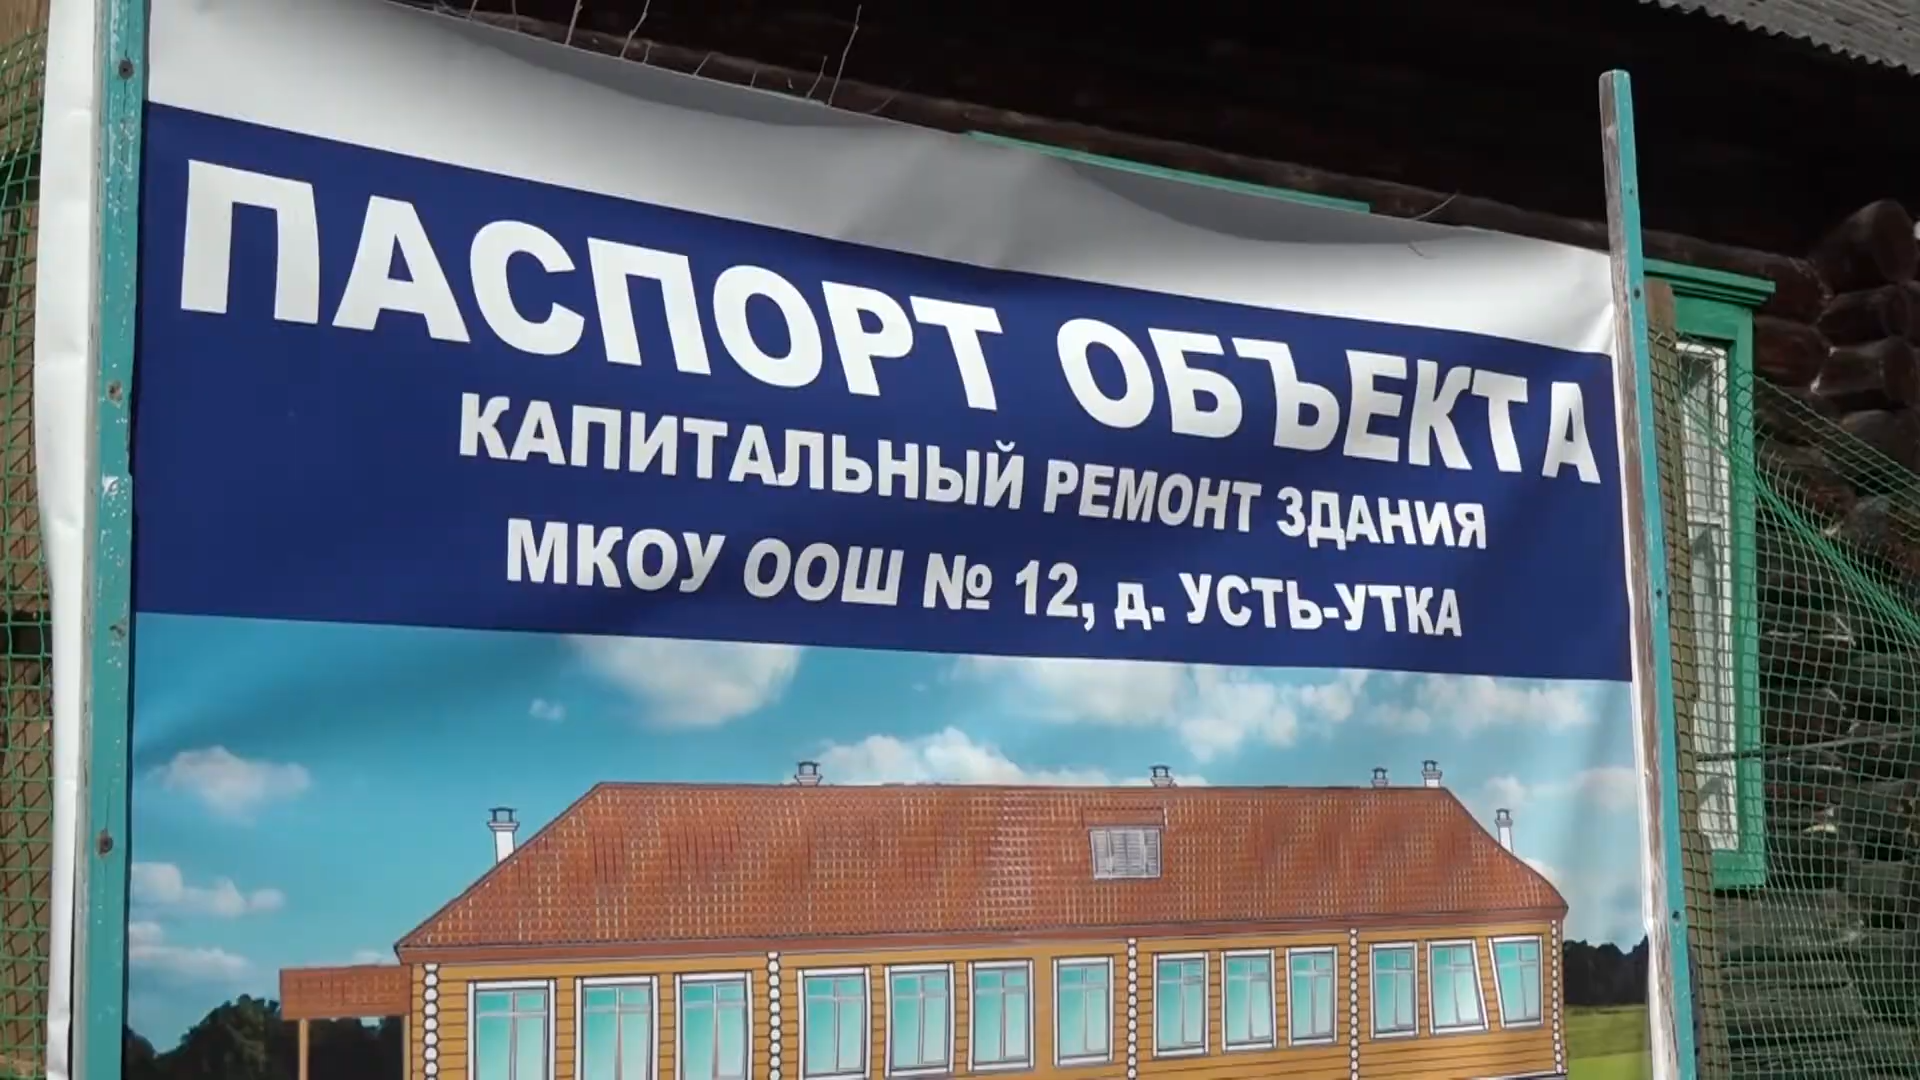 ПАСПОРТ ОБЪЕКТА
КАПИТАЛЬНЫЙ РЕМОНТ ЗДАНИЯ
МКОУ ООШ № 12, д. УСТЬ-УТКА